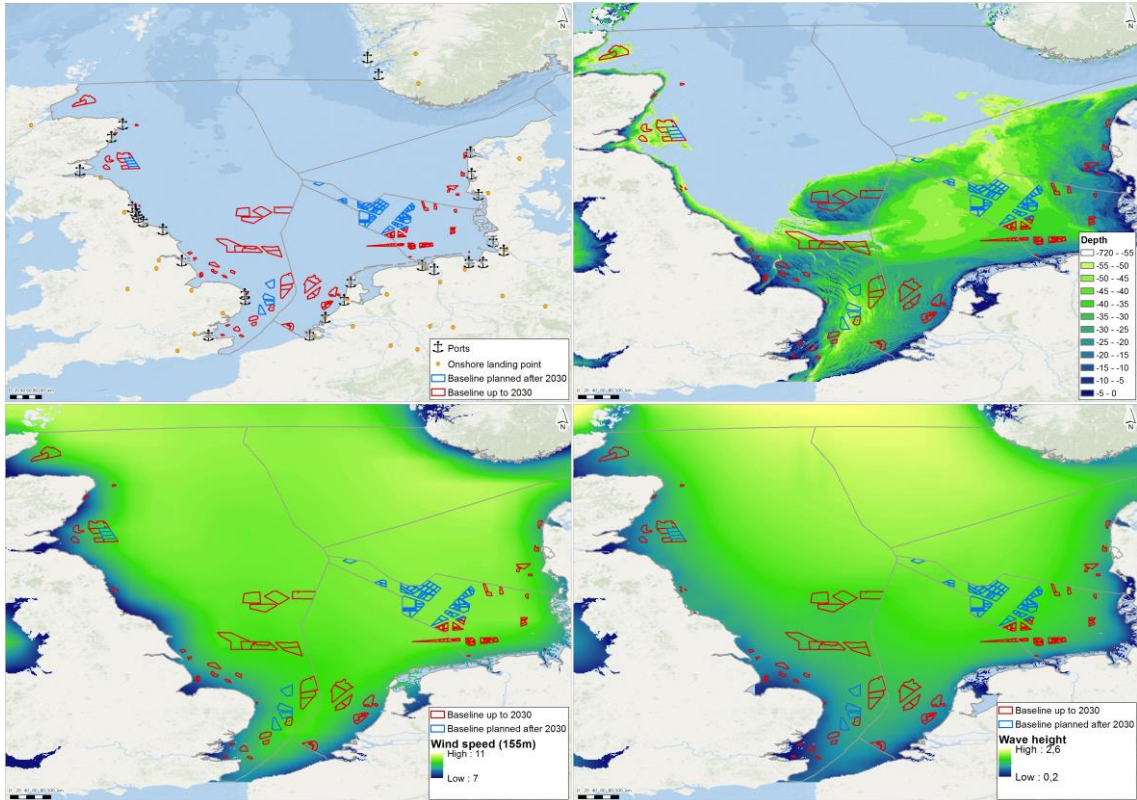 N
Ports
Onshore landing point
Baseline planned after 2030
Baseline up to 2030
N
Depth
-720 - -55
-55 - -50
-50 - -45
-45 - -40
-40 - -35
-35 - -30
-30 - -25
-25 - -20
-20 - -15
-15 - -10
-10 - -5
-5 - 0
N
Baseline up to 2030
Baseline planned after 2030
Wind speed (155m)
High : 11
Low : 7
N
Baseline up to 2030
Baseline planned after 2030
Wave height
High : 2,6
Low : 0,2